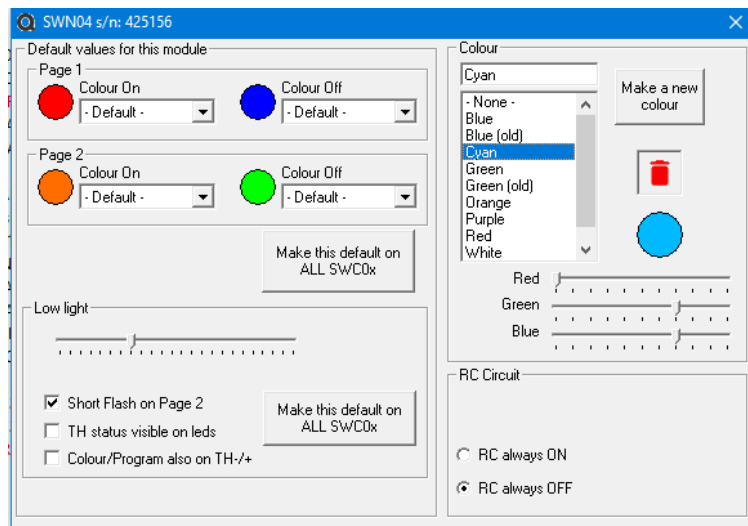 SWN04 s/n: 425156
Default values for this module
Page 1
Colour On
- Default -
Colour Off
- Default -
Page 2
Colour On
- Default -
Colour Off
- Default -
Make this default on
ALL SWC0x
Low light
Short Flash on Page 2
TH status visible on leds
Colour/Program also on TH-/+
Make this default on
ALL SWC0x
Colour
Cyan
- None -
Blue
Blue (old)
Cyan
Green
Green (old)
Orange
Purple
Red
White
Make a new
colour
Red
Green
Blue
RC Circuit
RC always ON
RC always OFF